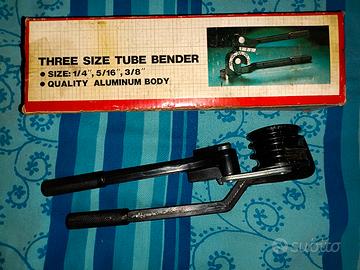 THREE SIZE TUBE BENDER
• SIZE: 1/4", 5/16", 3/8"
• QUALITY ALUMINUM BODY
subito